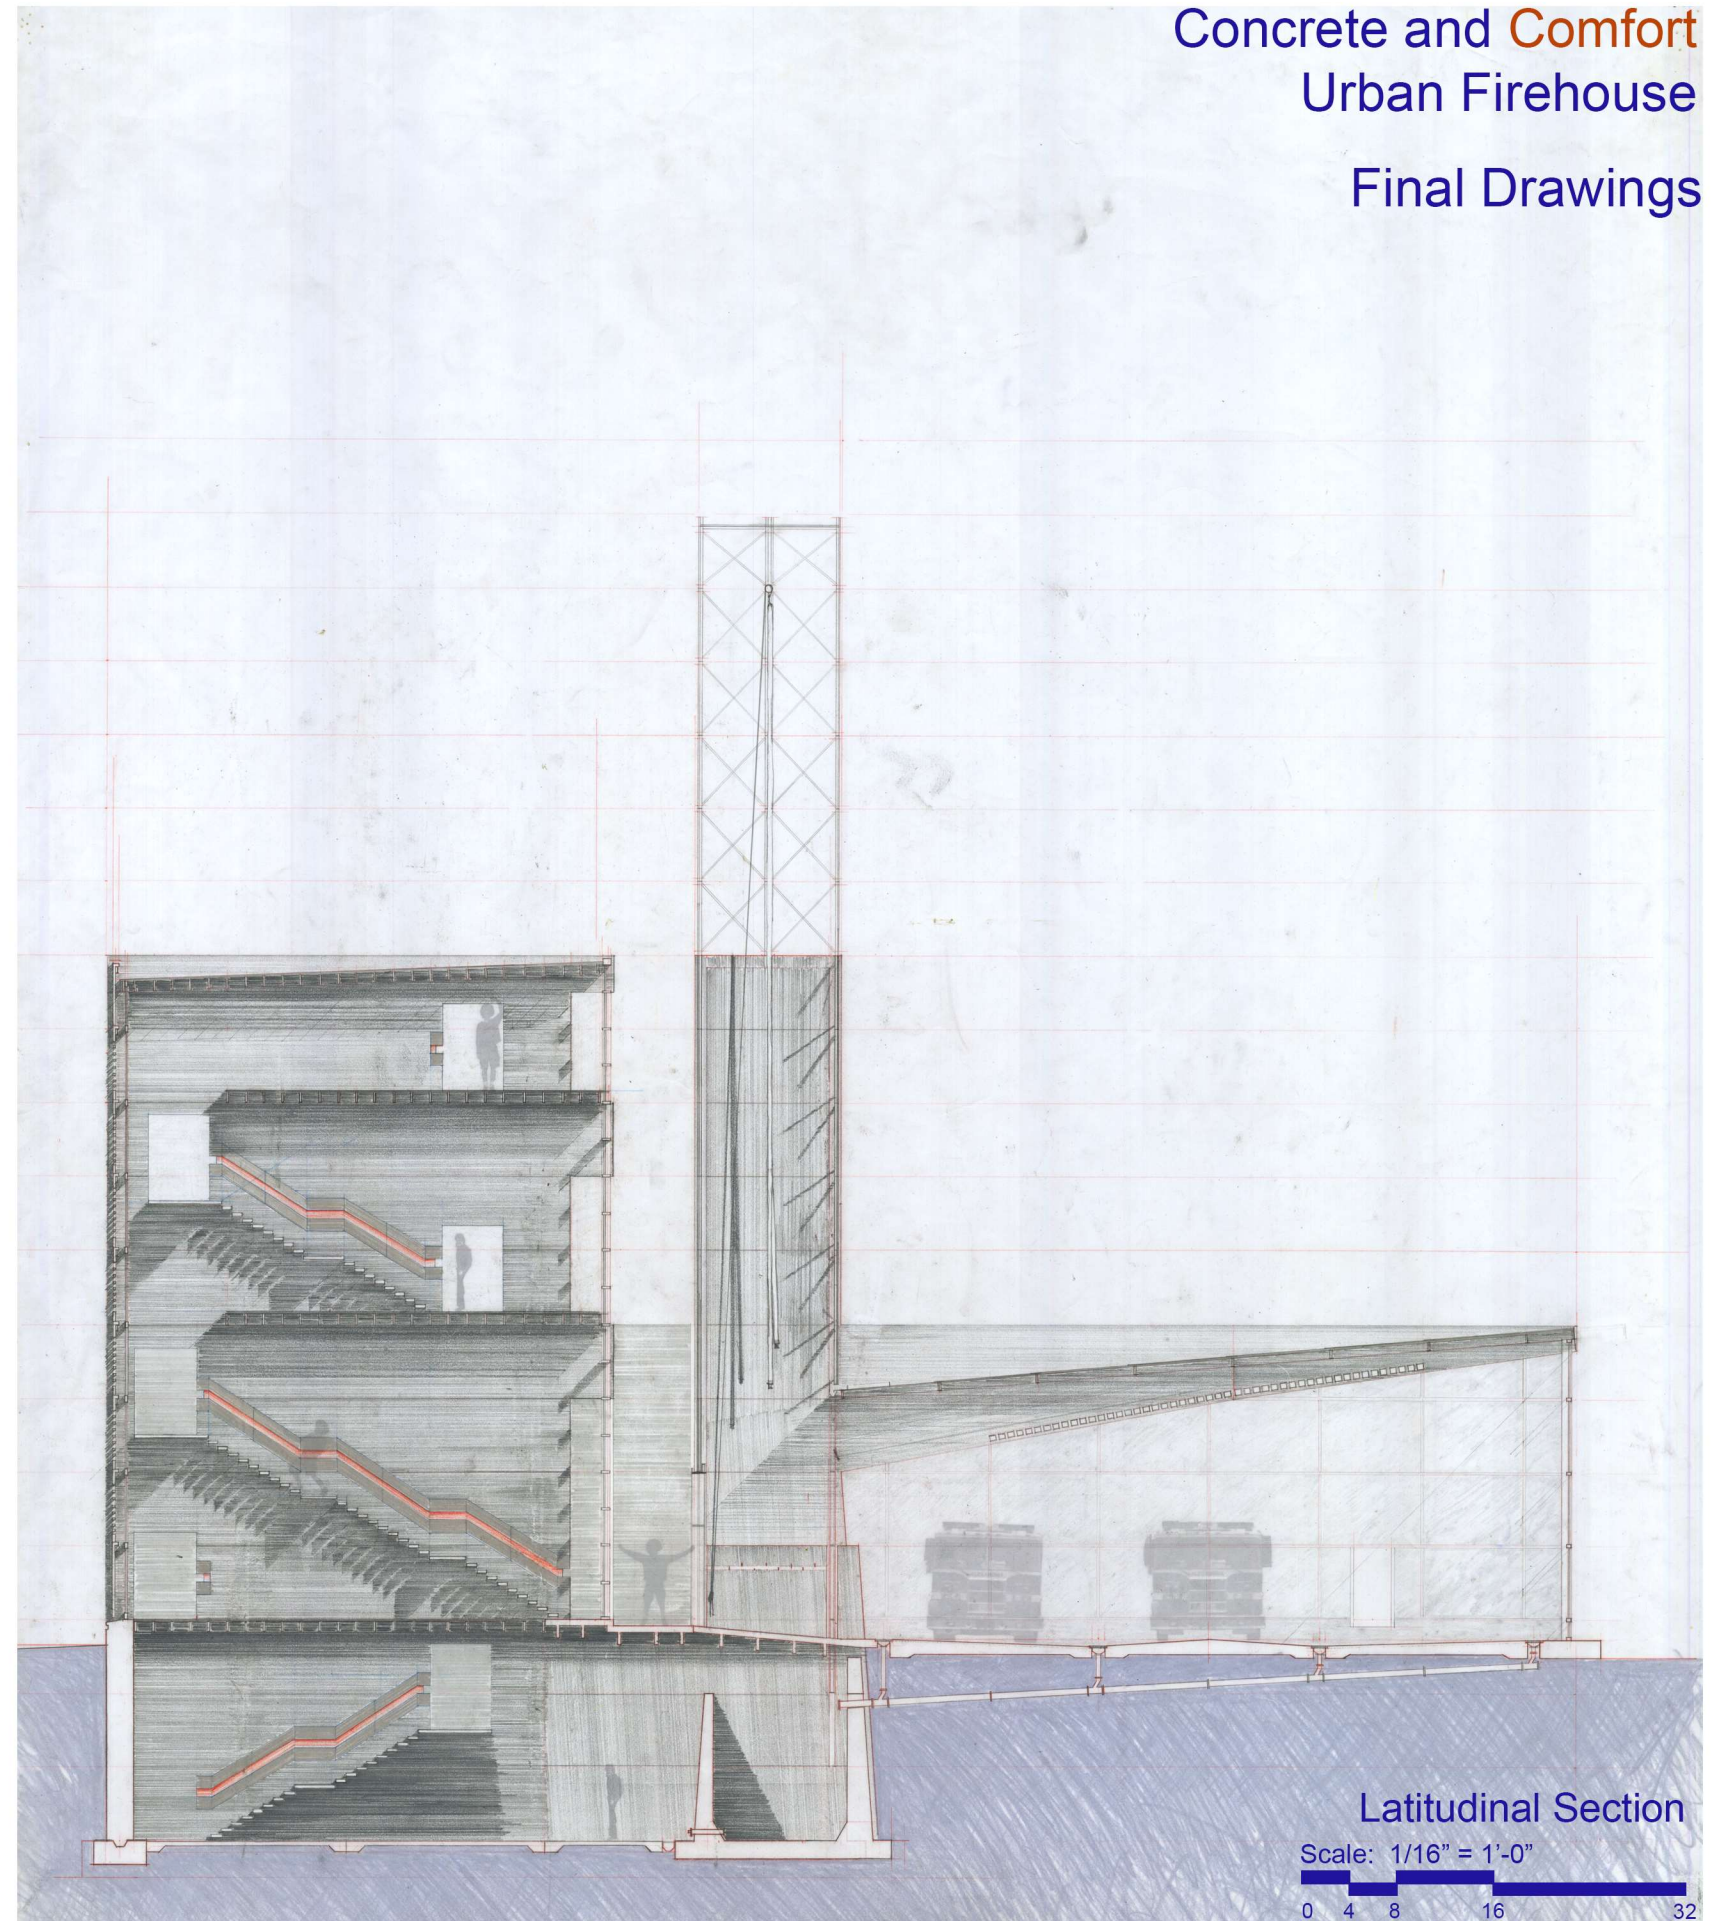 Concrete and Comfort
Urban Firehouse
Final Drawings
Latitudinal Section
Scale: 1/16" = 1'-0"
0 4 8 16 32